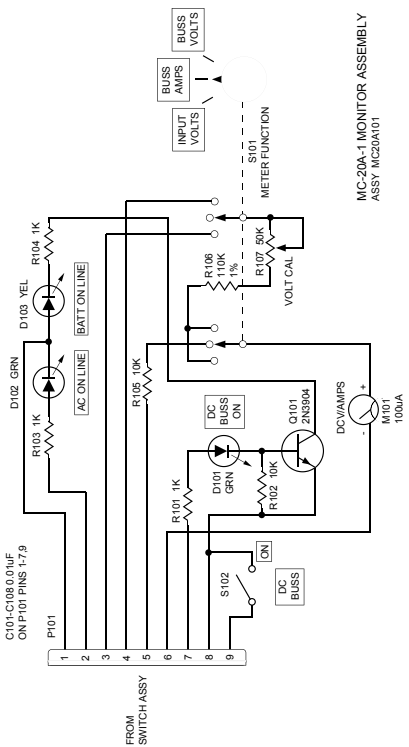 C101-C108 0.01uF
ON P101 PINS 1-7,9
P101
1
2
3
4
5
6
7
8
9
FROM
SWITCH ASSY
D102 GRN
D103 YEL
R103 1K
AC ON LINE
BATT ON LINE
R104 1K
R105 10K
R106
110K
1%
R107 50K
VOLT CAL
R101 1K
D101
GRN
DC
BUSS
ON
R102 10K
Q101
2N3904
S102
ON
DC
BUSS
DCV/AMPS
-
+
M101
100uA
S101
METER FUNCTION
INPUT
VOLTS
BUSS
AMPS
BUSS
VOLTS
MC-20A-1 MONITOR ASSEMBLY
ASSY MC20A101